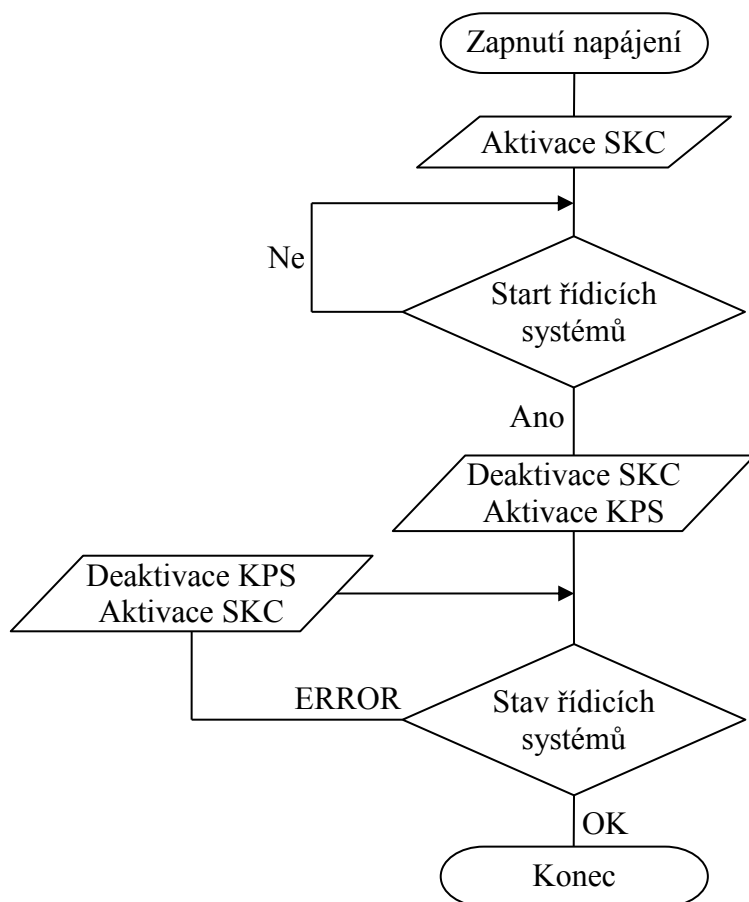 Zapnutí napájení
Aktivace SKC
Ne
Start řídicích
systémů
Ano
Deaktivace SKC
Aktivace KPS
Deaktivace KPS
Aktivace SKC
ERROR
Stav řídicích
systémů
OK
Konec